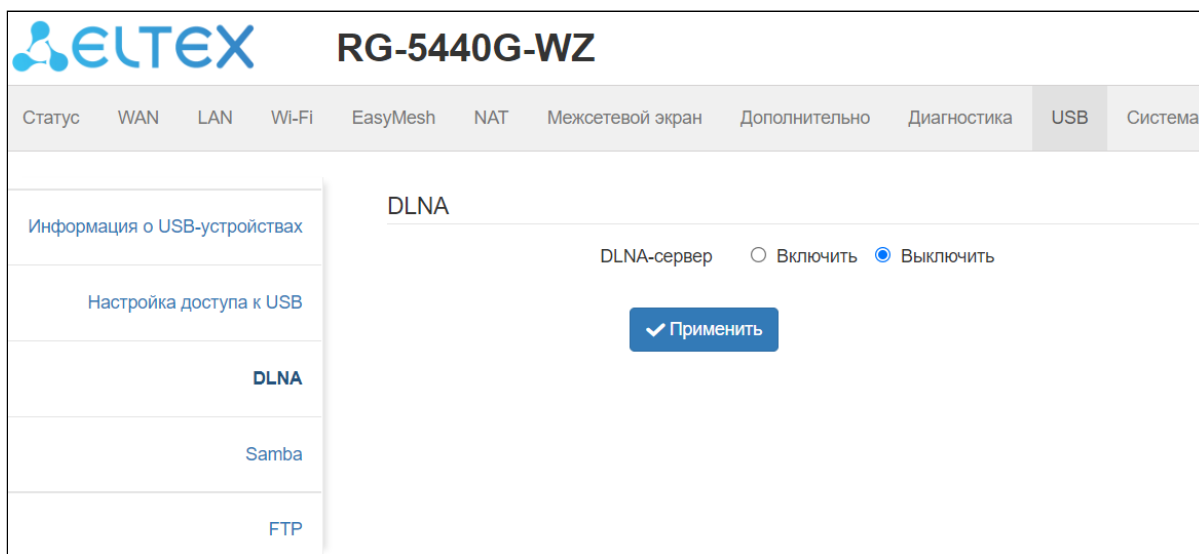 ELTEX RG-5440G-WZ
Статус WAN LAN Wi-Fi EasyMesh NAT Межсетевой экран Дополнительно Диагностика USB Система
Информация о USB-устройствах
Настройка доступа к USB
DLNA
Samba
FTP
DLNA
DLNA-сервер Включить Выключить
Применить